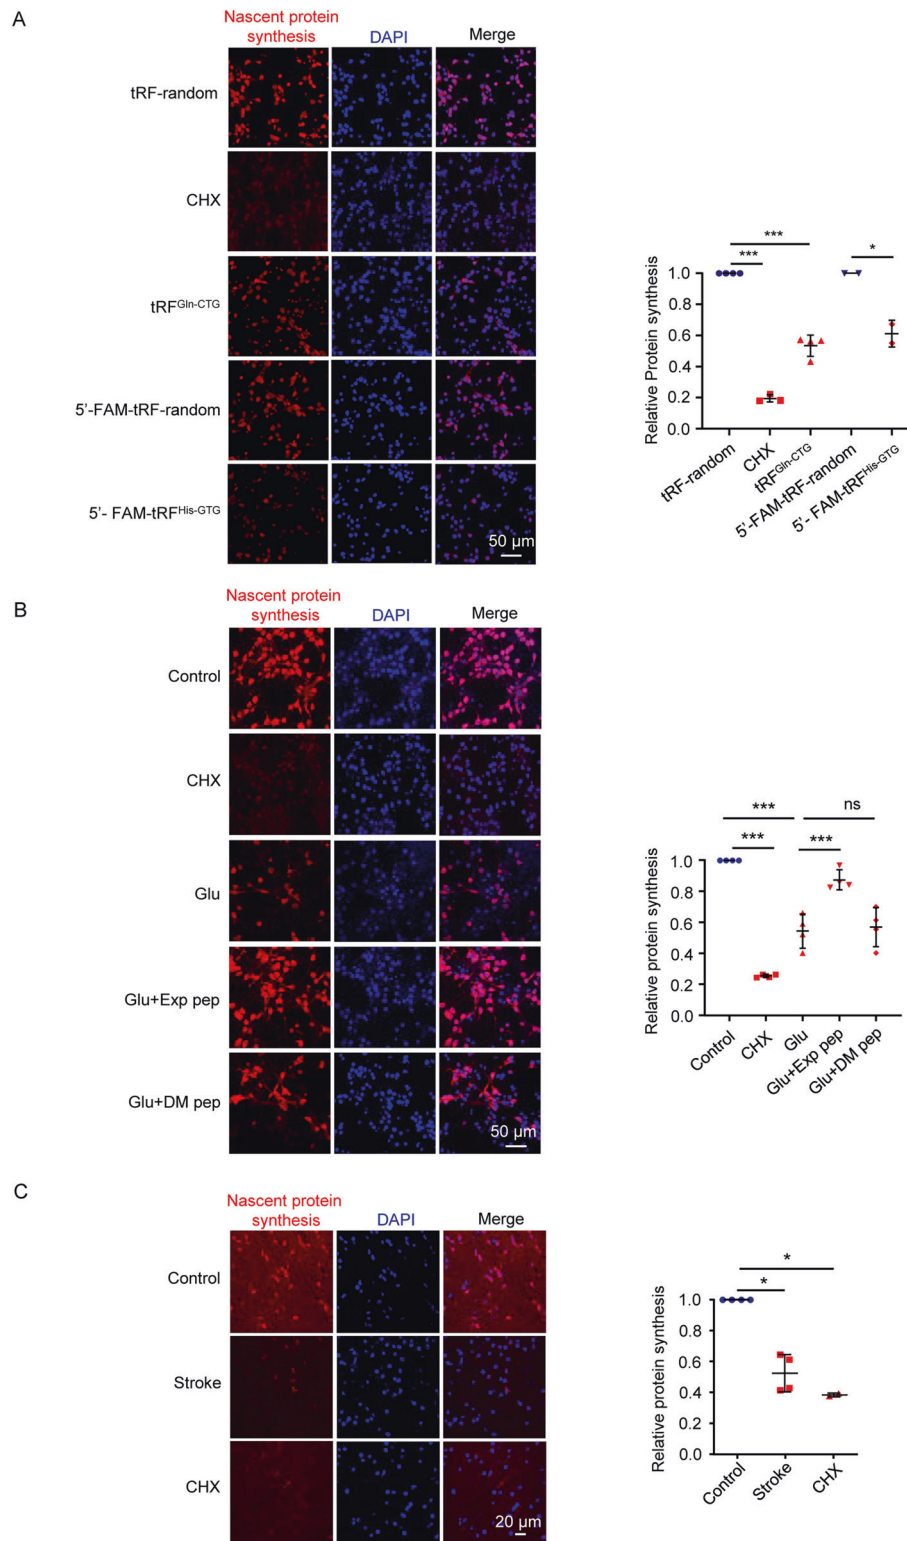 A
Nascent protein
synthesis
DAPI
Merge
tRF-random
CHX
tRFGln-CTG
5'-FAM-tRF-random
5'- FAM-tRFHis-GTG
50 µm
Relative Protein synthesis
1.0
0.8
0.6
0.4
0.2
0.0
***
***
*
tRF-random
CHX
tRFGln-CTG
5'-FAM-tRF-random
5'- FAM-tRFHis-GTG
B
Nascent protein
synthesis
DAPI
Merge
Control
CHX
Glu
Glu+Exp pep
Glu+DM pep
50 µm
Relative protein synthesis
1.0
0.8
0.6
0.4
0.2
0.0
***
ns
***
***
Control
CHX
Glu
Glu+Exp pep
Glu+DM pep
C
Nascent protein
synthesis
DAPI
Merge
Control
Stroke
CHX
20 µm
Relative protein synthesis
1.0
0.8
0.6
0.4
0.2
0.0
*
*
Control
Stroke
CHX